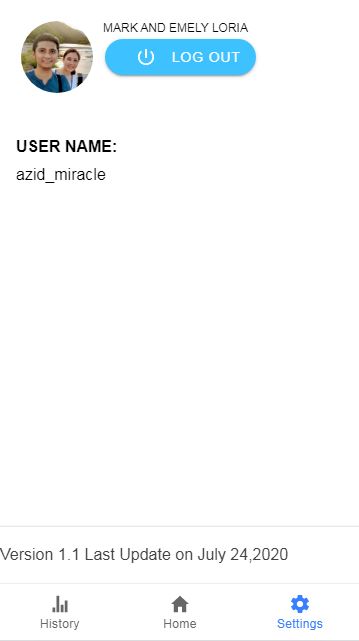 MARK AND EMELY LORIA
LOG OUT
USER NAME:
azid_miracle
Version 1.1 Last Update on July 24,2020
History
Home
Settings